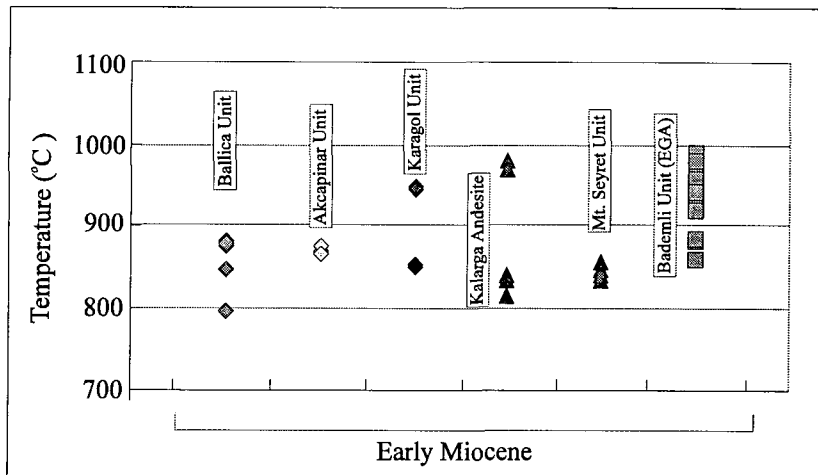 Temperature (°C)
1100
1000
900
800
700
Ballica Unit
Akcapinar Unit
Karagol Unit
Kalarga Andesite
Mt. Seyret Unit
Bademli Unit (EGA)
Early Miocene